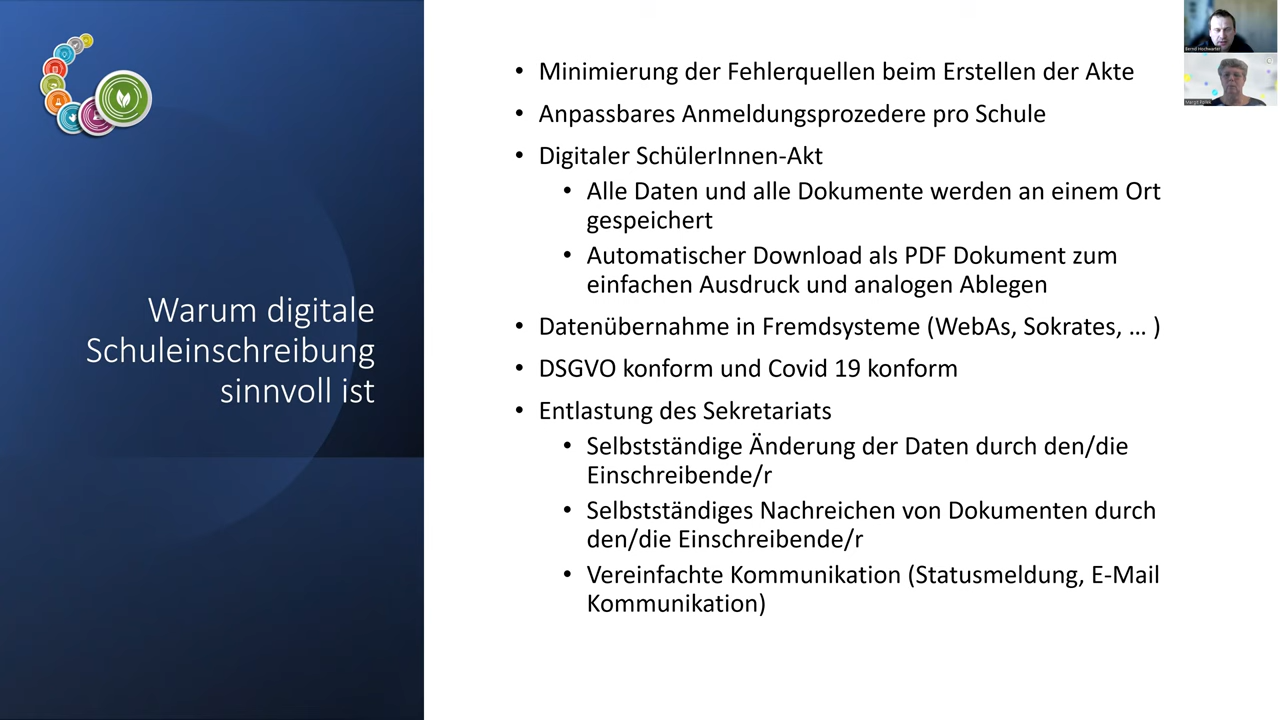 Warum digitale
Schuleinschreibung
sinnvoll ist
• Minimierung der Fehlerquellen beim Erstellen der Akte
• Anpassbares Anmeldungsprozedere pro Schule
• Digitaler SchülerInnen-Akt
• Alle Daten und alle Dokumente werden an einem Ort
gespeichert
• Automatischer Download als PDF Dokument zum
einfachen Ausdruck und analogen Ablegen
• Datenübernahme in Fremdsysteme (WebAs, Sokrates, … )
• DSGVO konform und Covid 19 konform
• Entlastung des Sekretariats
• Selbstständige Änderung der Daten durch den/die
Einschreibende/r
• Selbstständiges Nachreichen von Dokumenten durch
den/die Einschreibende/r
• Vereinfachte Kommunikation (Statusmeldung, E-Mail
Kommunikation)
Bernd Hochwarter
Margit